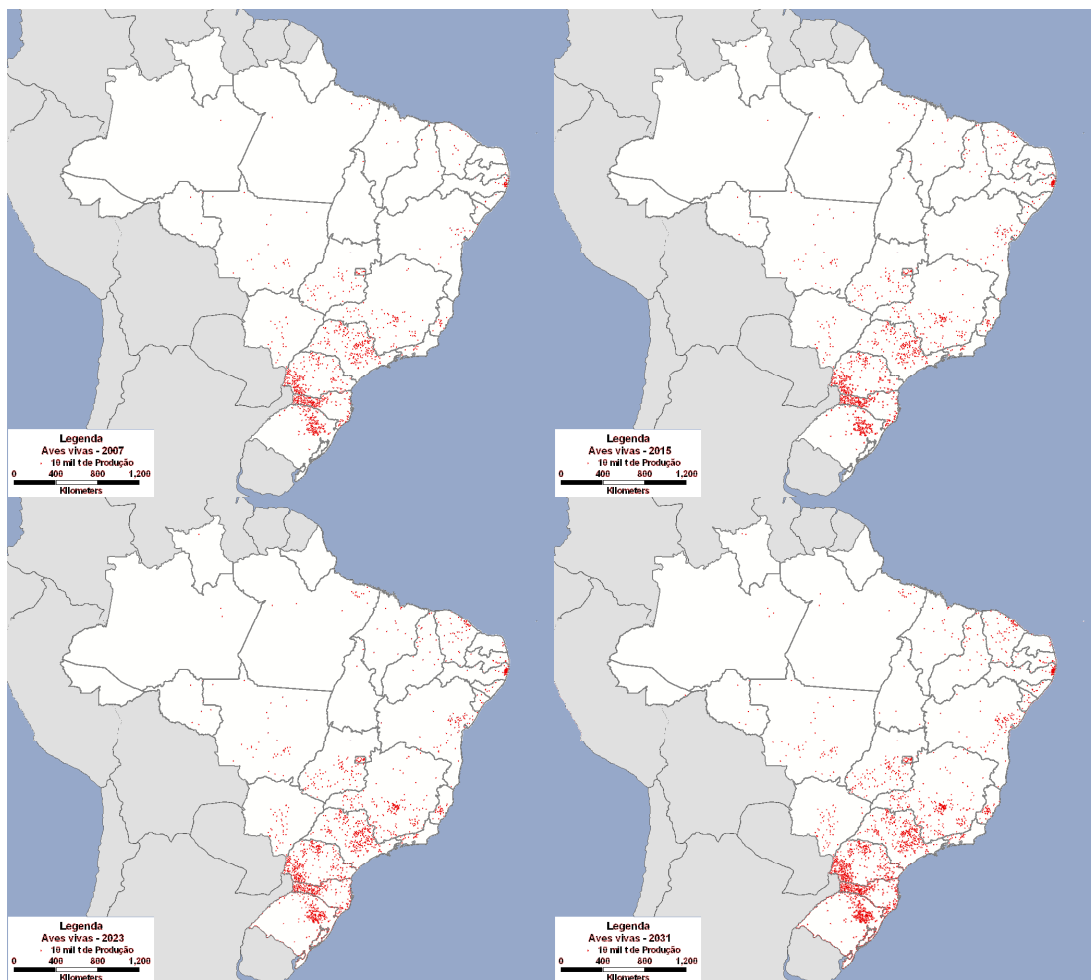 Legenda
Aves vivas - 2007
10 mil t de Produção
0 400 800 1,200
Kilometers
Legenda
Aves vivas - 2015
10 mil t de Produção
0 400 800 1,200
Kilometers
Legenda
Aves vivas - 2023
10 mil t de Produção
0 400 800 1,200
Kilometers
Legenda
Aves vivas - 2031
10 mil t de Produção
0 400 800 1,200
Kilometers